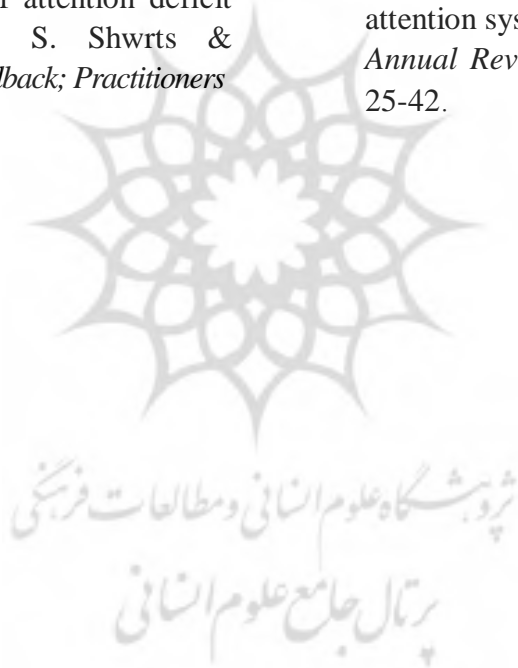 attention deficit
S. Shwrts &
dback; Practitioners
attention sys
Annual Rev
25-42.
پژوهشگاه علوم انسانی و مطالعات فرهنگی
پرتال جامع علوم انسانی